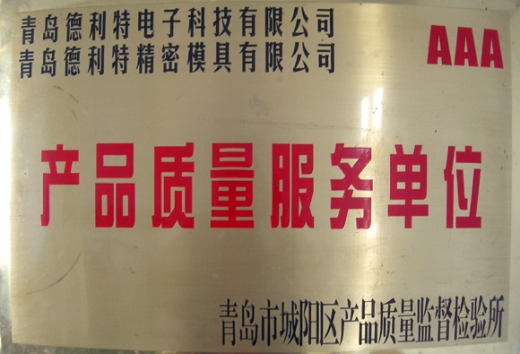 青岛德利特电子科技有限公司
青岛德利特精密模具有限公司
AAA
产品质量服务单位
青岛市城阳区产品质量监督检验所